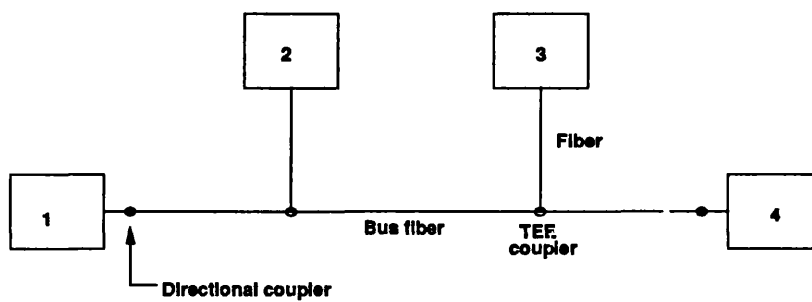 2
3
Fiber
1
4
Bus fiber
TEE
coupler
Directional coupler